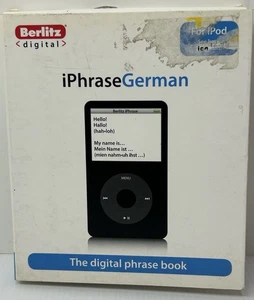 Berlitz
digital
For iPod
iPhraseGerman
Berlitz Phrase
Hello!
Hallo!
(hah-loh)
My name is...
Mein Name ist ...
(mien nahm-uh ihst ...)
MENU
The digital phrase book